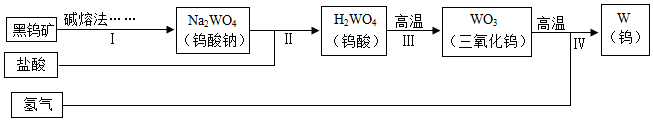 黑钨矿
碱熔法……
Ⅰ
Na₂WO₄
(钨酸钠)
Ⅱ
H₂WO₄
(钨酸)
高温
Ⅲ
WO₃
(三氧化钨)
高温
Ⅳ
W
(钨)
盐酸
氢气